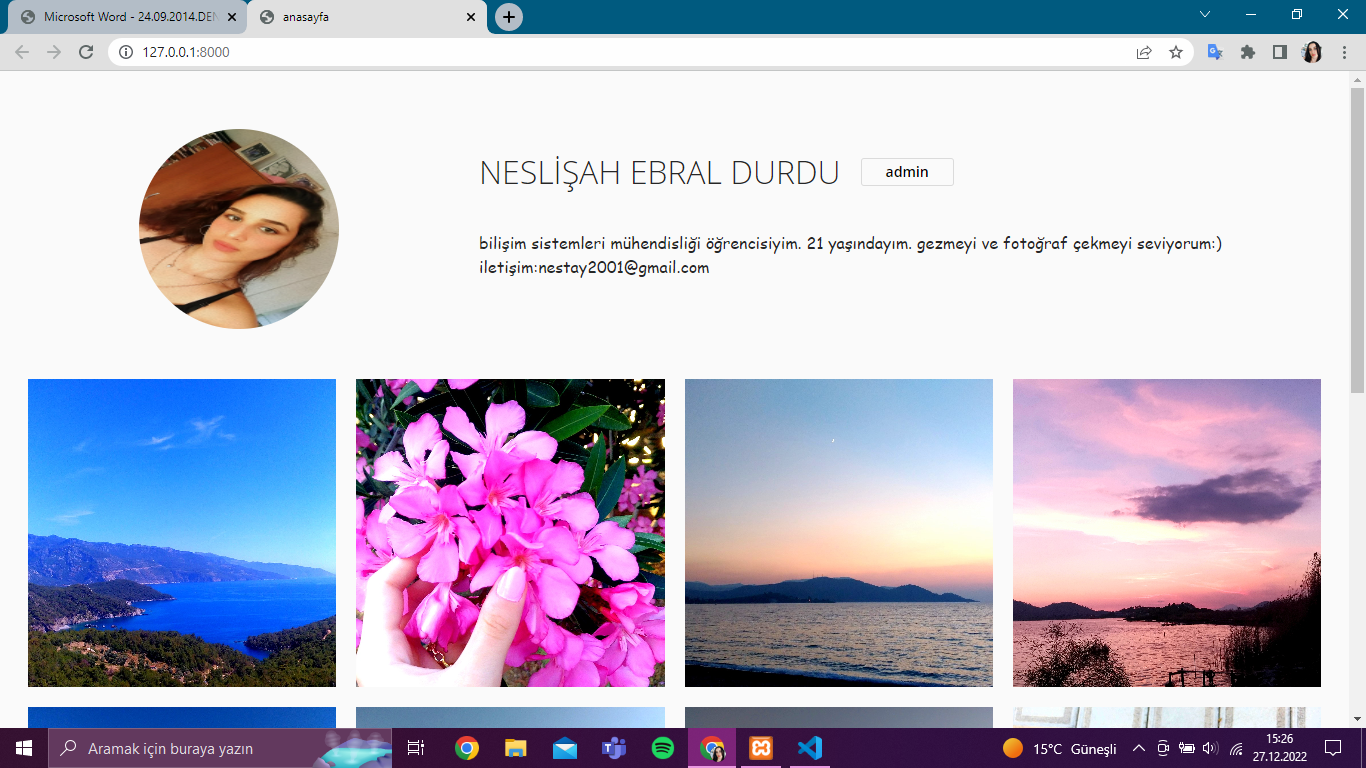 Microsoft Word - 24.09.2014.DEN
anasayfa
127.0.0.1:8000
NESLİŞAH EBRAL DURDU
admin
bilişim sistemleri mühendisliği öğrencisiyim. 21 yaşındayım. gezmeyi ve fotoğraf çekmeyi seviyorum:)
iletişim:nestay2001@gmail.com
Aramak için buraya yazın
15°C Güneşli
15:26
27.12.2022